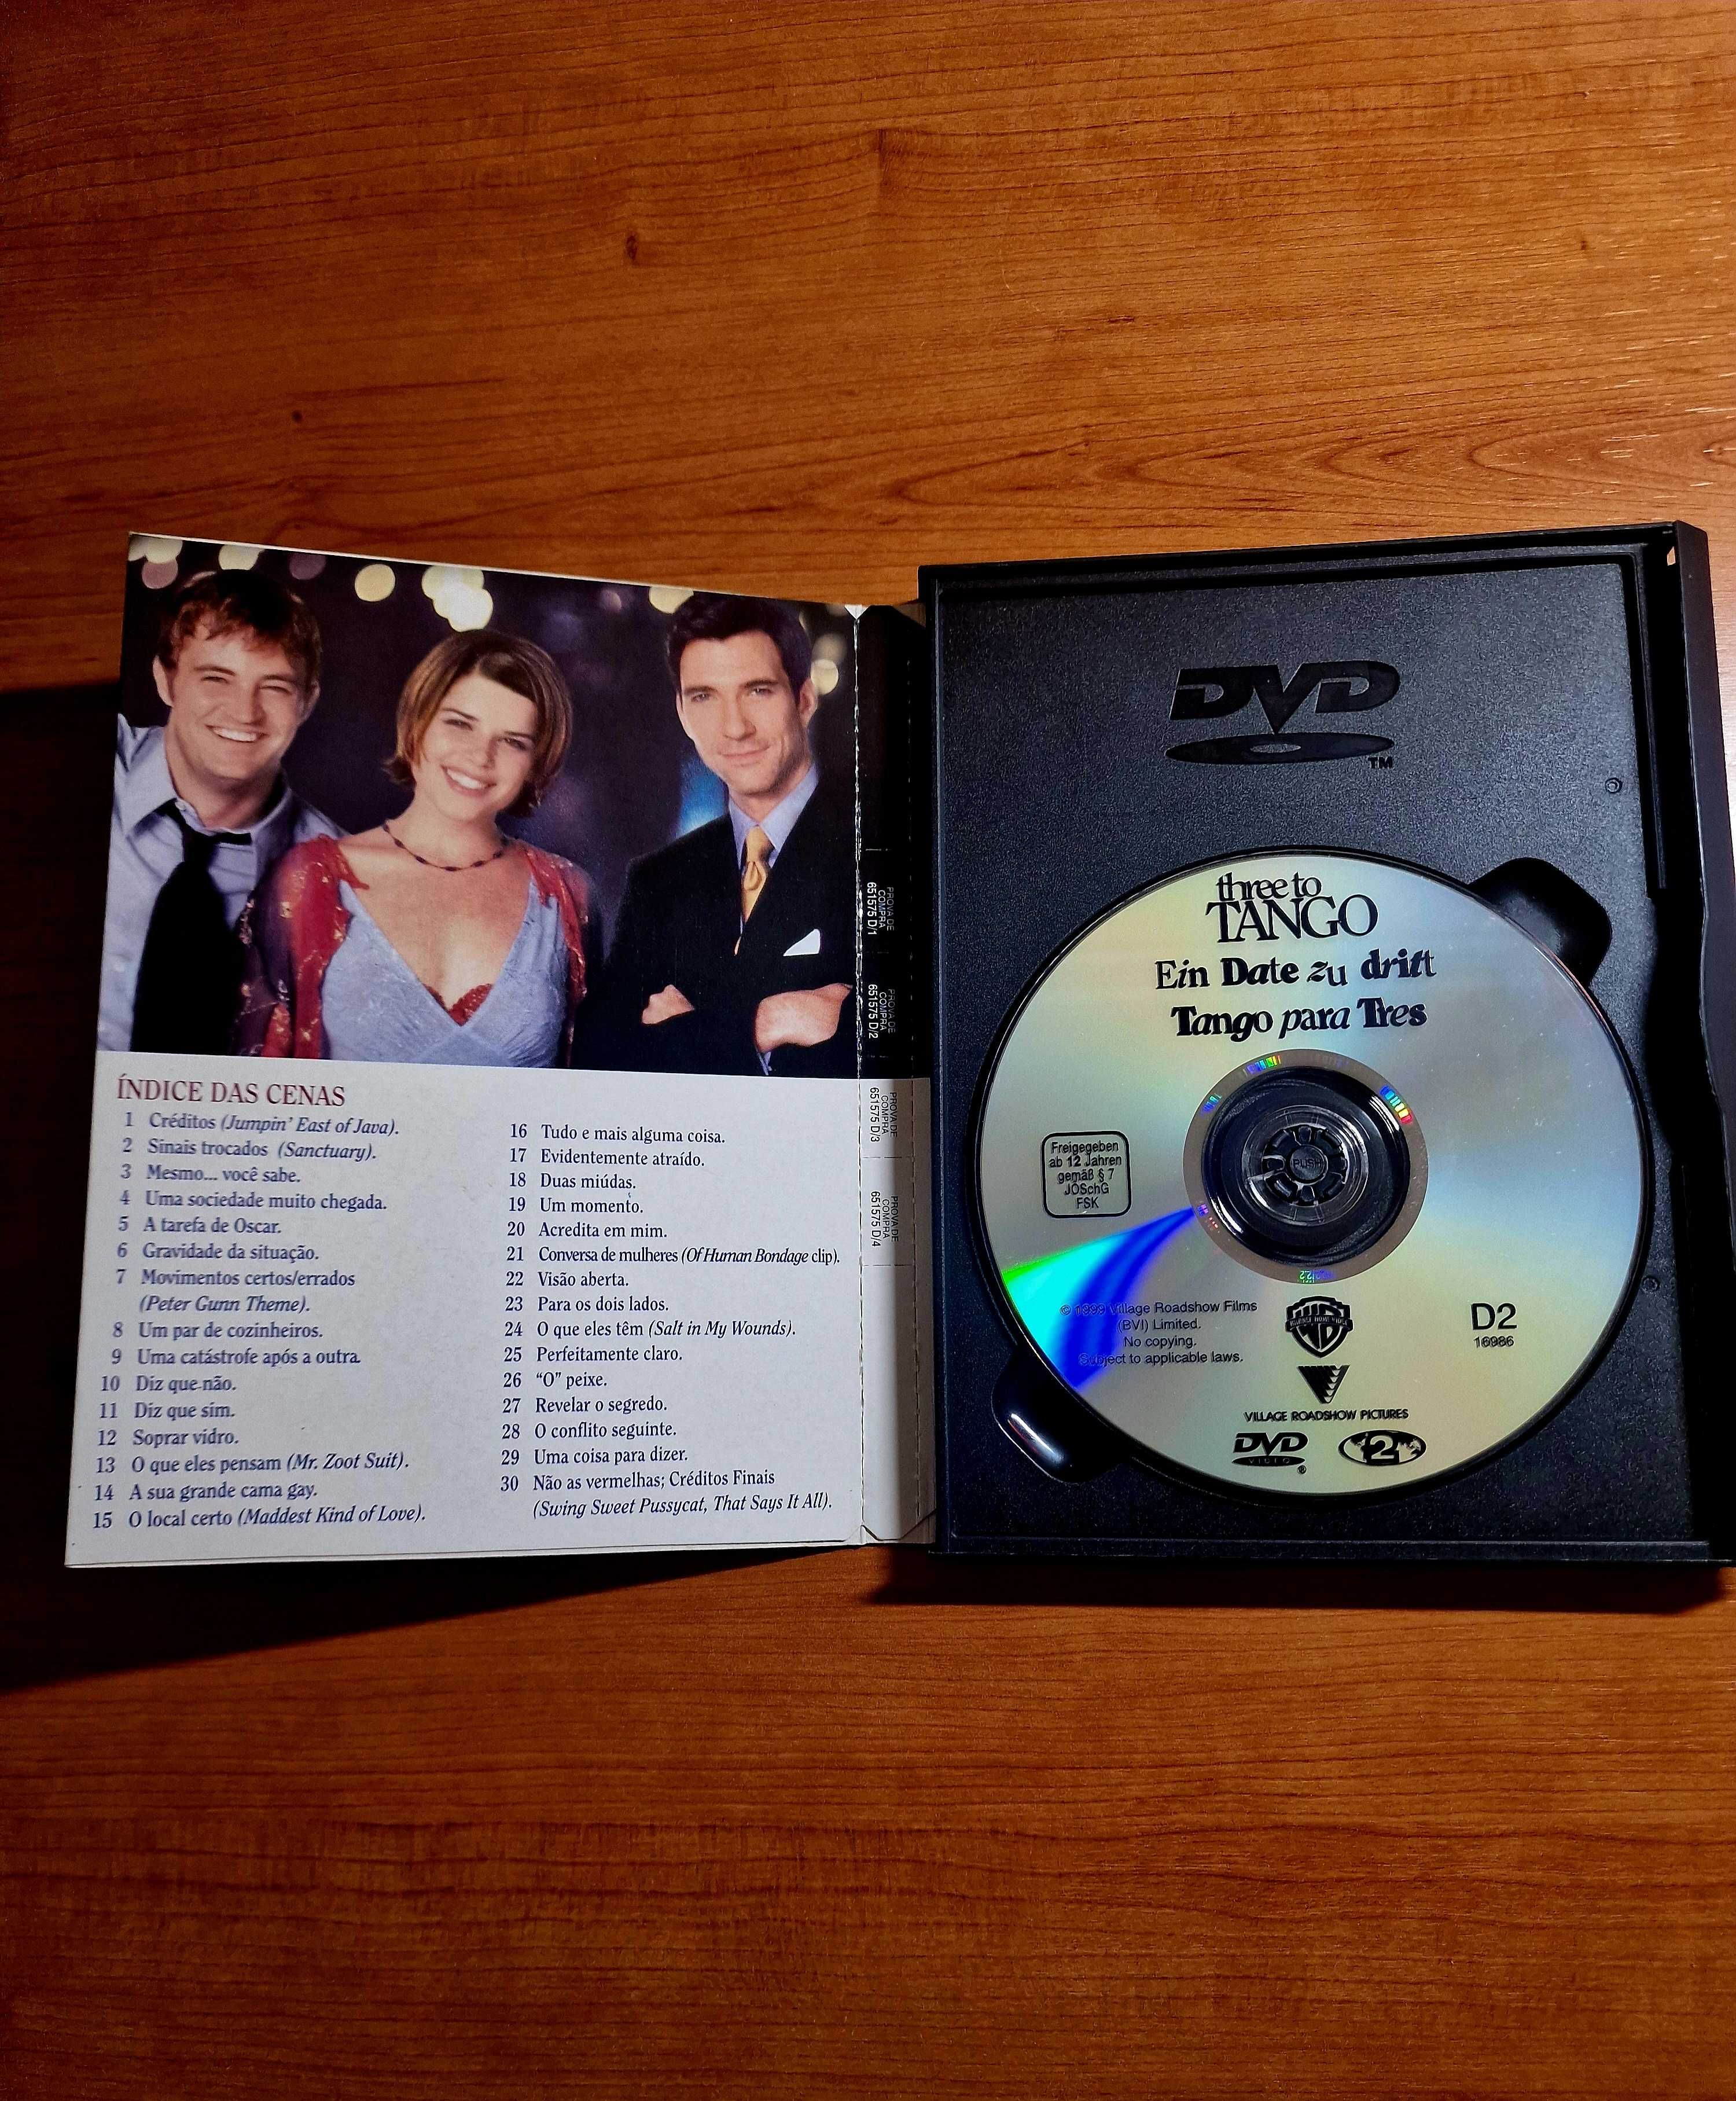 ÍNDICE DAS CENAS
1 Créditos (Jumpin' East of Java).
2 Sinais trocados (Sanctuary).
3 Mesmo... você sabe.
4 Uma sociedade muito chegada.
5 A tarefa de Oscar.
6 Gravidade da situação.
7 Movimentos certos/errados
(Peter Gunn Theme).
8 Um par de cozinheiros.
9 Uma catástrofe após a outra.
10 Diz que não.
11 Diz que sim.
12 Soprar vidro.
13 O que eles pensam (Mr. Zoot Suit).
14 A sua grande cama gay.
15 O local certo (Maddest Kind of Love).
16 Tudo e mais alguma coisa.
17 Evidentemente atraído.
18 Duas miúdas.
19 Um momento.
20 Acredita em mim.
21 Conversa de mulheres (Of Human Bondage clip).
22 Visão aberta.
23 Para os dois lados.
24 O que eles têm (Salt in My Wounds).
25 Perfeitamente claro.
26 “O” peixe.
27 Revelar o segredo.
28 O conflito seguinte.
29 Uma coisa para dizer.
30 Não as vermelhas; Créditos Finais
(Swing Sweet Pussycat, That Says It All).
PROVA DE
COMPRA
651575 D/1
PROVA DE
COMPRA
651575 D/2
PROVA DE
COMPRA
651575 D/3
PROVA DE
COMPRA
651575 D/4
DVD
TM
three to
TANGO
Ein Date zu dritt
Tango para Tres
PUSH
Freigegeben
ab 12 Jahren
gemäß § 7
JÖSchG
FSK
© 1999 Village Roadshow Films
(BVI) Limited.
No copying.
Subject to applicable laws.
WB
D2
16986
VILLAGE ROADSHOW PICTURES
DVD
VIDEO
®
2